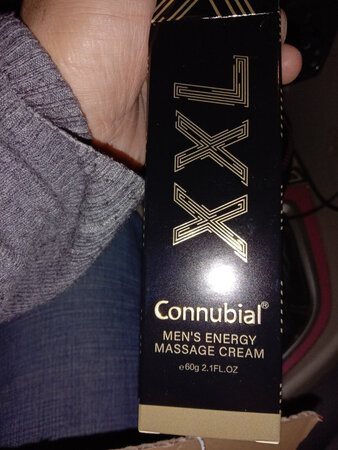 XXL
Connubial®
MEN'S ENERGY
MASSAGE CREAM
e60g 2.1FL.OZ